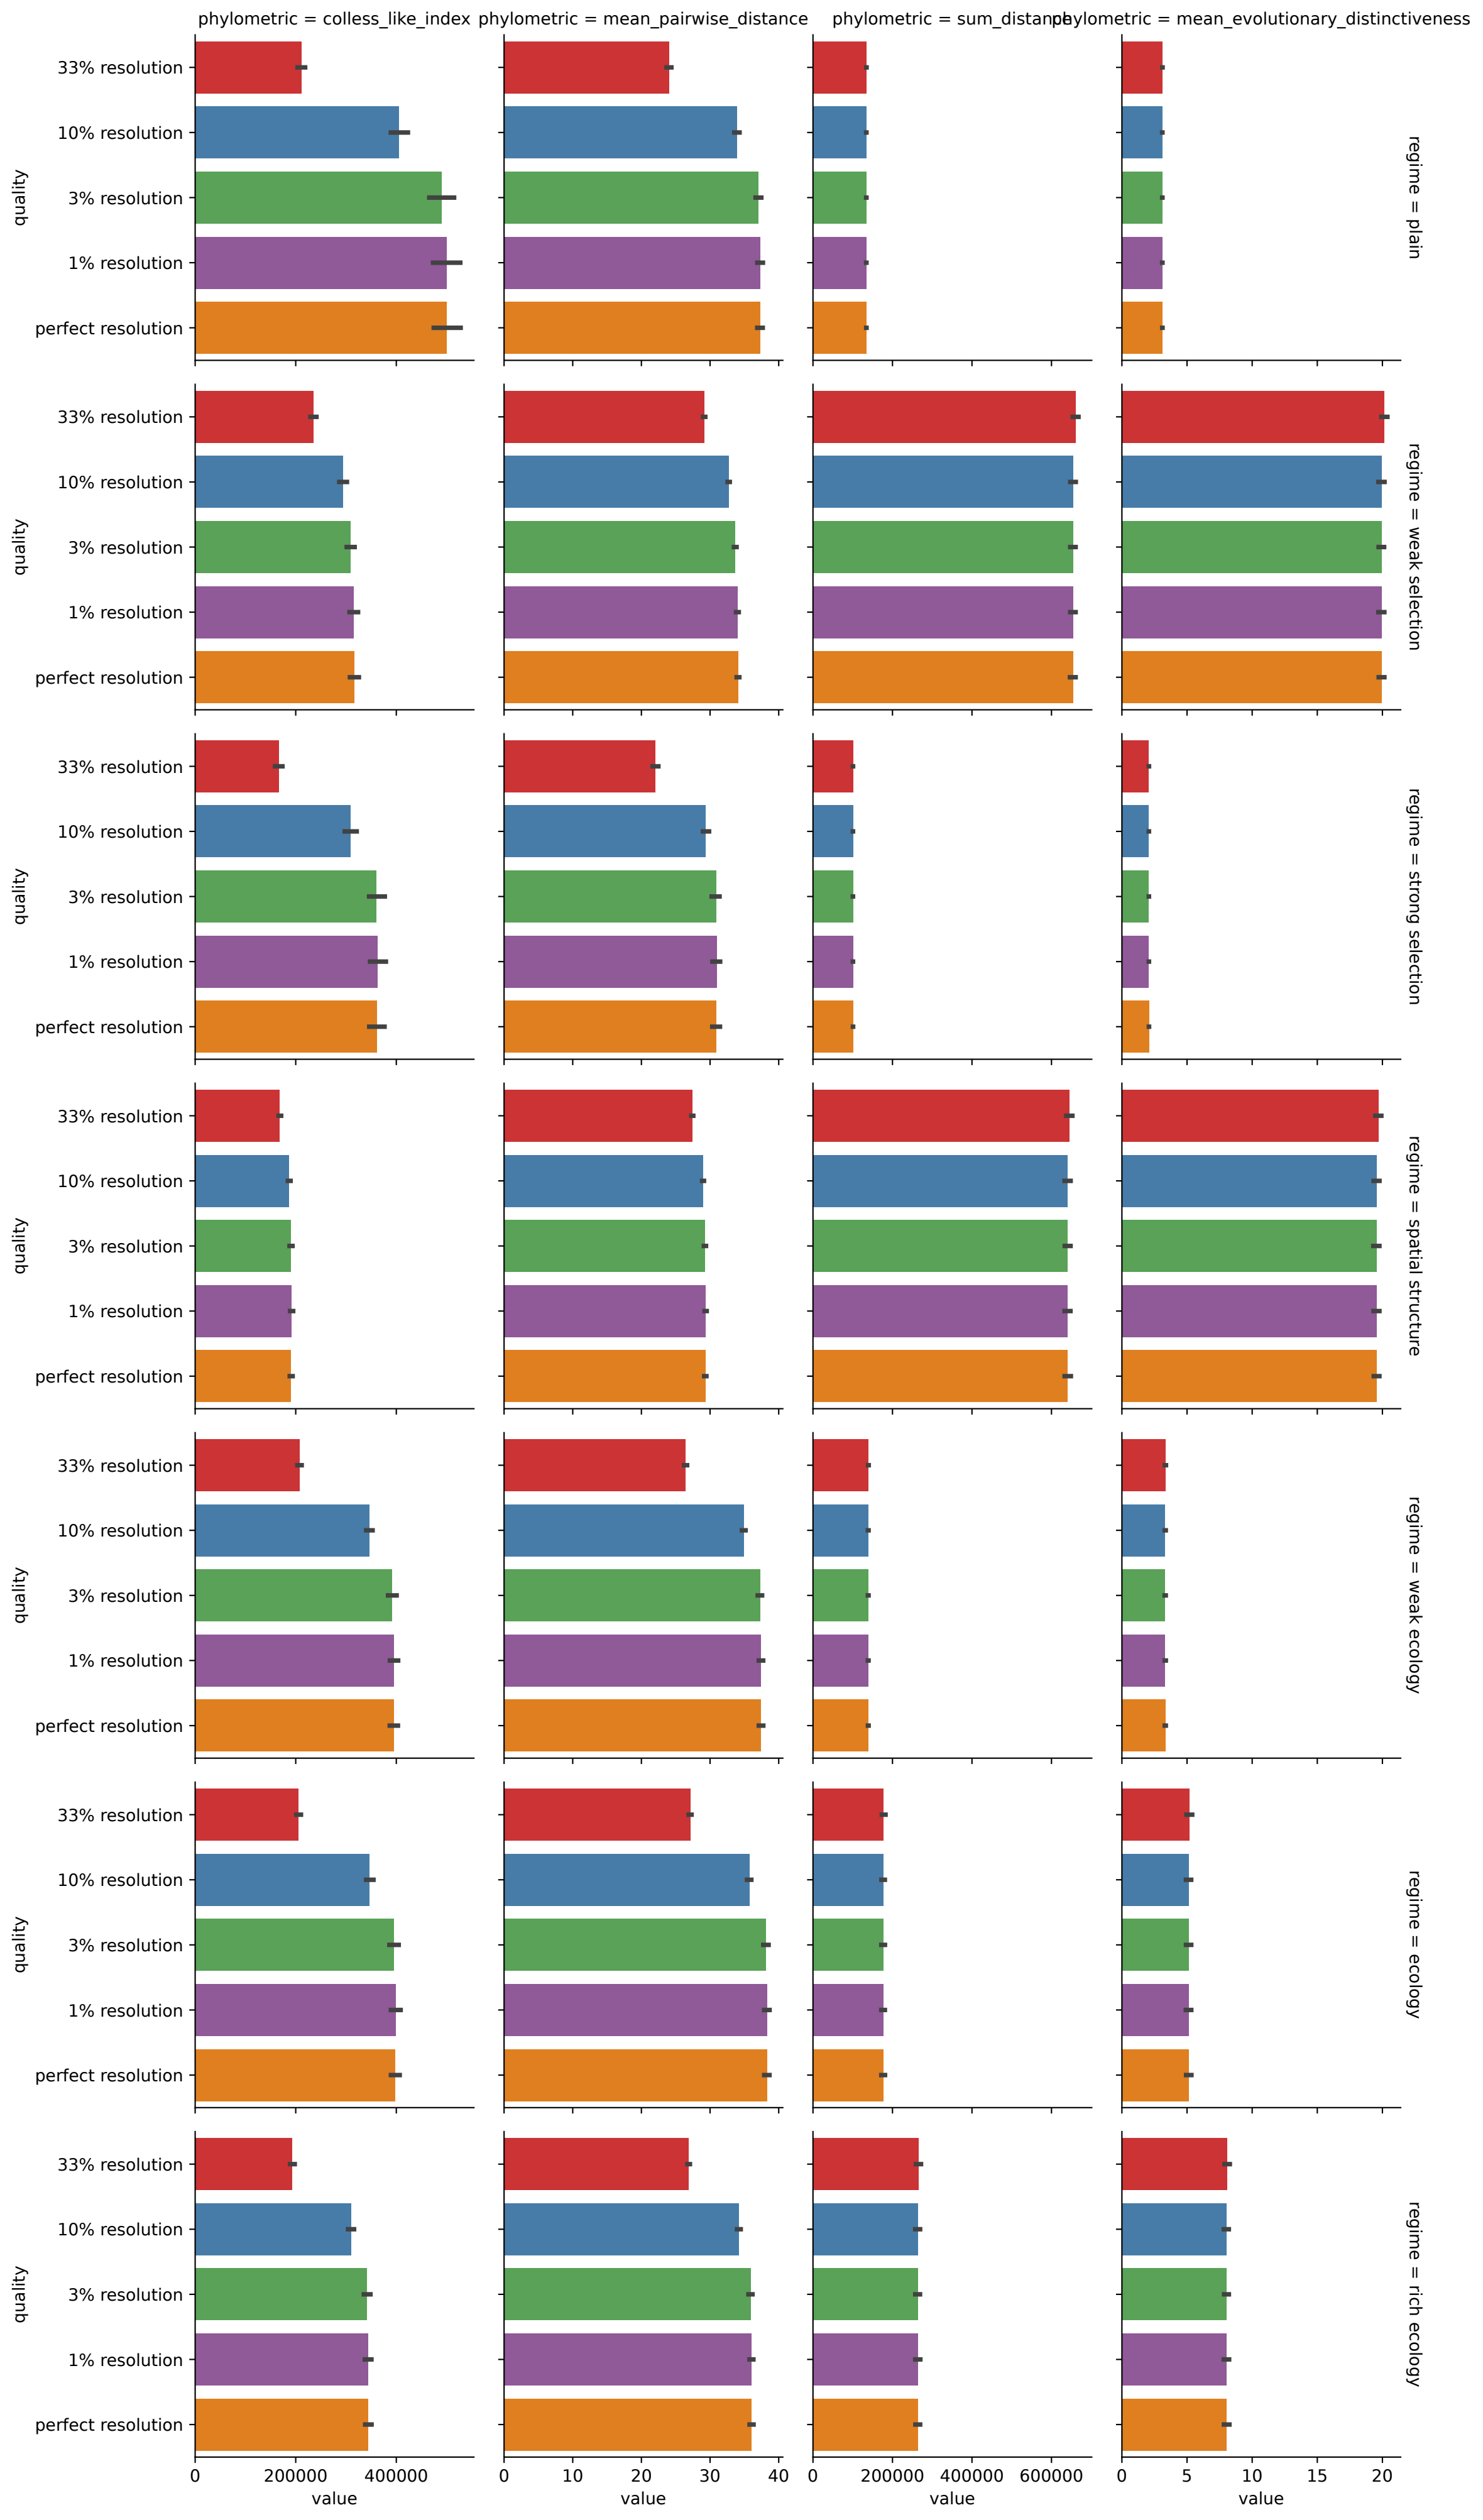 phylometric = colless_like_index
phylometric = mean_pairwise_distance
phylometric = sum_distance
phylometric = mean_evolutionary_distinctiveness
33% resolution
10% resolution
3% resolution
1% resolution
perfect resolution
quality
regime = plain
33% resolution
10% resolution
3% resolution
1% resolution
perfect resolution
quality
regime = weak selection
33% resolution
10% resolution
3% resolution
1% resolution
perfect resolution
quality
regime = strong selection
33% resolution
10% resolution
3% resolution
1% resolution
perfect resolution
quality
regime = spatial structure
33% resolution
10% resolution
3% resolution
1% resolution
perfect resolution
quality
regime = weak ecology
33% resolution
10% resolution
3% resolution
1% resolution
perfect resolution
quality
regime = ecology
33% resolution
10% resolution
3% resolution
1% resolution
perfect resolution
quality
regime = rich ecology
0 200000 400000
value
0 10 20 30 40
value
0 200000 400000 600000
value
0 5 10 15 20
value